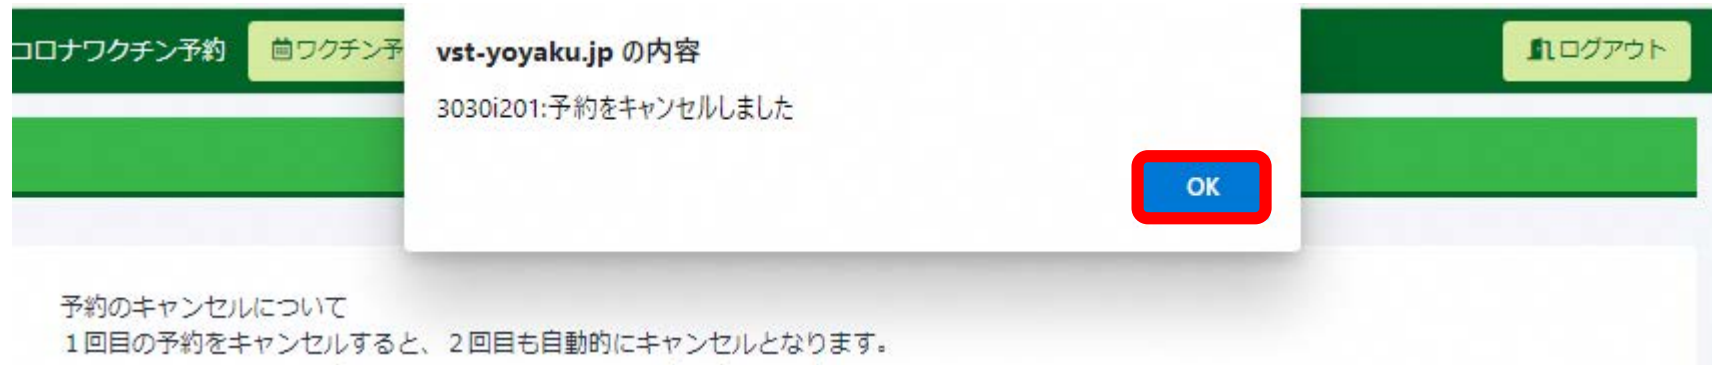 コロナワクチン予約
ワクチン予
ログアウト
vst-yoyaku.jp の内容
3030i201:予約をキャンセルしました
OK
予約のキャンセルについて
１回目の予約をキャンセルすると、２回目も自動的にキャンセルとなります。